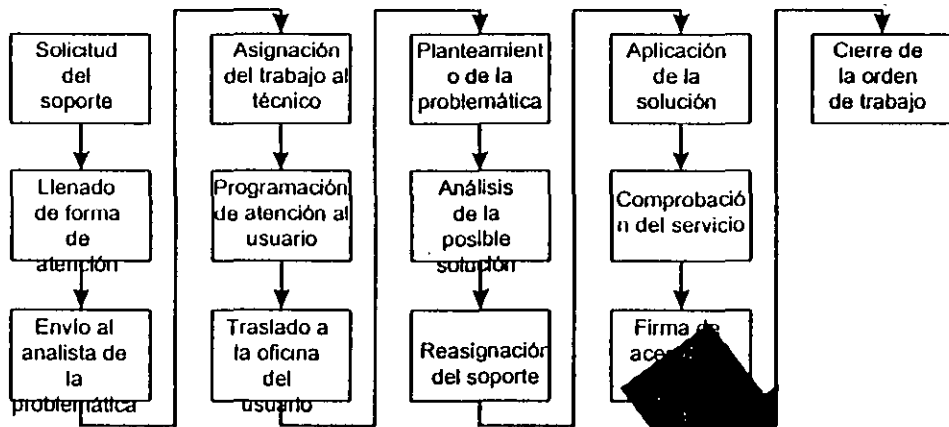 Solicitud
del
soporte
Llenado
de forma
de
atención
Envío al
analista de
la
problemática
Asignación
del trabajo al
técnico
Programación
de atención al
usuario
Traslado a
la oficina
del
usuario
Planteamient
o de la
problemática
Análisis
de la
posible
solución
Reasignación
del soporte
Aplicación
de la
solución
Comprobació
n del servicio
Firma de
Cierre de
la orden
de trabajo